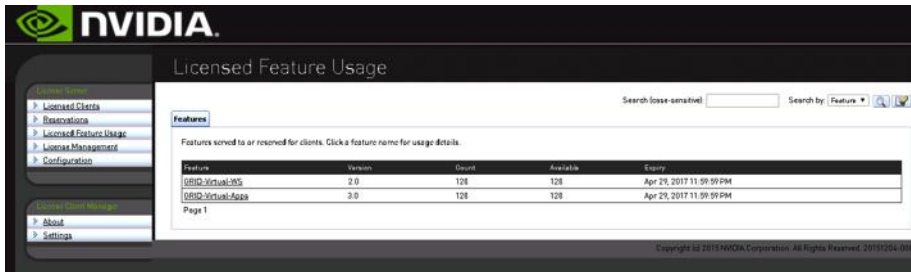 NVIDIA.
Licensed Feature Usage
License Server
Licensed Clients
Reservations
Licensed Feature Usage
License Management
Configuration
License Client Manager
About
Settings
Search (case-sensitive): Search by: Feature
Features
Features served to or reserved for clients. Click a feature name for usage details.
Feature Version Count Available Expiry
GRID-Virtual-WS 2.0 128 128 Apr 29, 2017 11:59:59 PM
GRID-Virtual-Apps 3.0 128 128 Apr 29, 2017 11:59:59 PM
Page 1
Copyright (c) 2015 NVIDIA Corporation. All Rights Reserved. 20151204-00